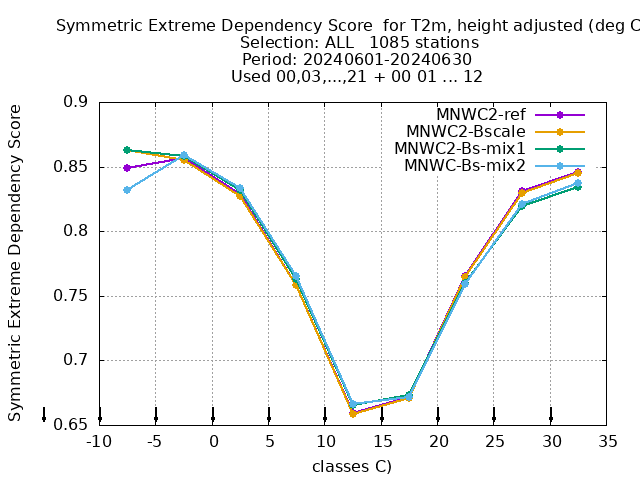 Symmetric Extreme Dependency Score  for T2m, height adjusted (deg C
Selection: ALL   1085 stations
Period: 20240601-20240630
Used 00,03,...,21 + 00 01 ... 12
Symmetric Extreme Dependency Score
0.9
0.85
0.8
0.75
0.7
0.65
MNWC2-ref
MNWC2-Bscale
MNWC2-Bs-mix1
MNWC-Bs-mix2
-10 -5 0 5 10 15 20 25 30 35
classes C)